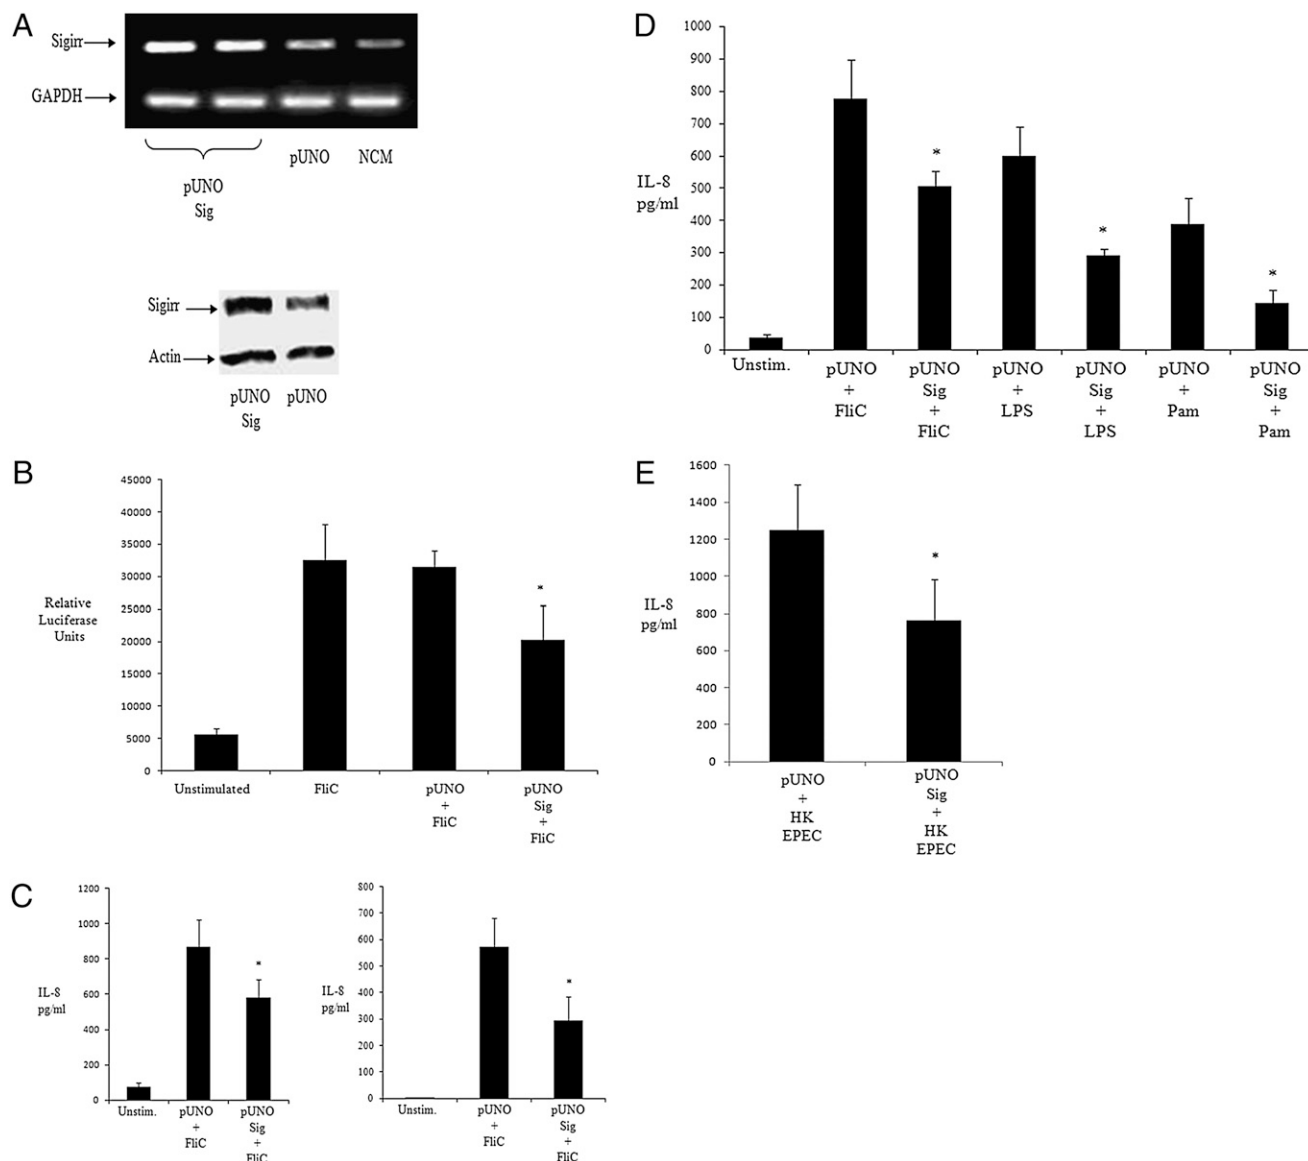 A
Sigirr
GAPDH
pUNO
Sig
pUNO
NCM
Sigirr
Actin
pUNO
Sig
pUNO
B
45000
40000
35000
30000
25000
20000
15000
10000
5000
0
Relative
Luciferase
Units
*
Unstimulated
FliC
pUNO
+
FliC
pUNO
Sig
+
FliC
C
1200
1000
800
600
400
200
0
IL-8
pg/ml
*
Unstim.
pUNO
+
FliC
pUNO
Sig
+
FliC
800
700
600
500
400
300
200
100
0
IL-8
pg/ml
*
Unstim.
pUNO
+
FliC
pUNO
Sig
+
FliC
D
1000
900
800
700
600
500
400
300
200
100
0
IL-8
pg/ml
*
*
*
Unstim.
pUNO
+
FliC
pUNO
Sig
+
FliC
pUNO
+
LPS
pUNO
Sig
+
LPS
pUNO
+
Pam
pUNO
Sig
+
Pam
E
1600
1400
1200
1000
800
600
400
200
0
IL-8
pg/ml
*
pUNO
+
HK
EPEC
pUNO
Sig
+
HK
EPEC